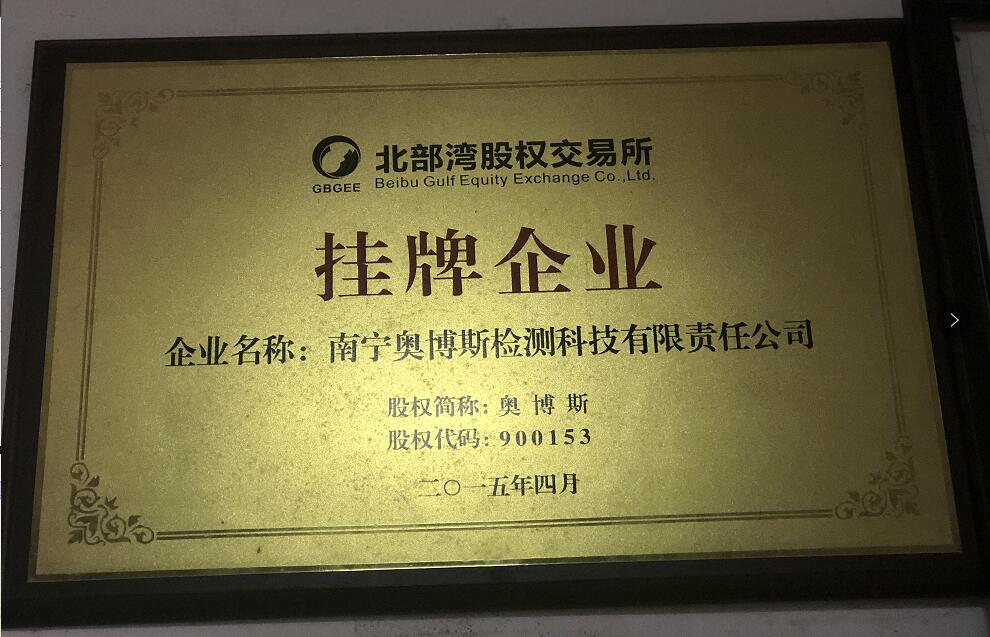 北部湾股权交易所
GBGEE
Beibu Gulf Equity Exchange Co.,Ltd.
挂牌企业
企业名称：南宁奥博斯检测科技有限责任公司
股权简称：奥博斯
股权代码：900153
二〇一五年四月